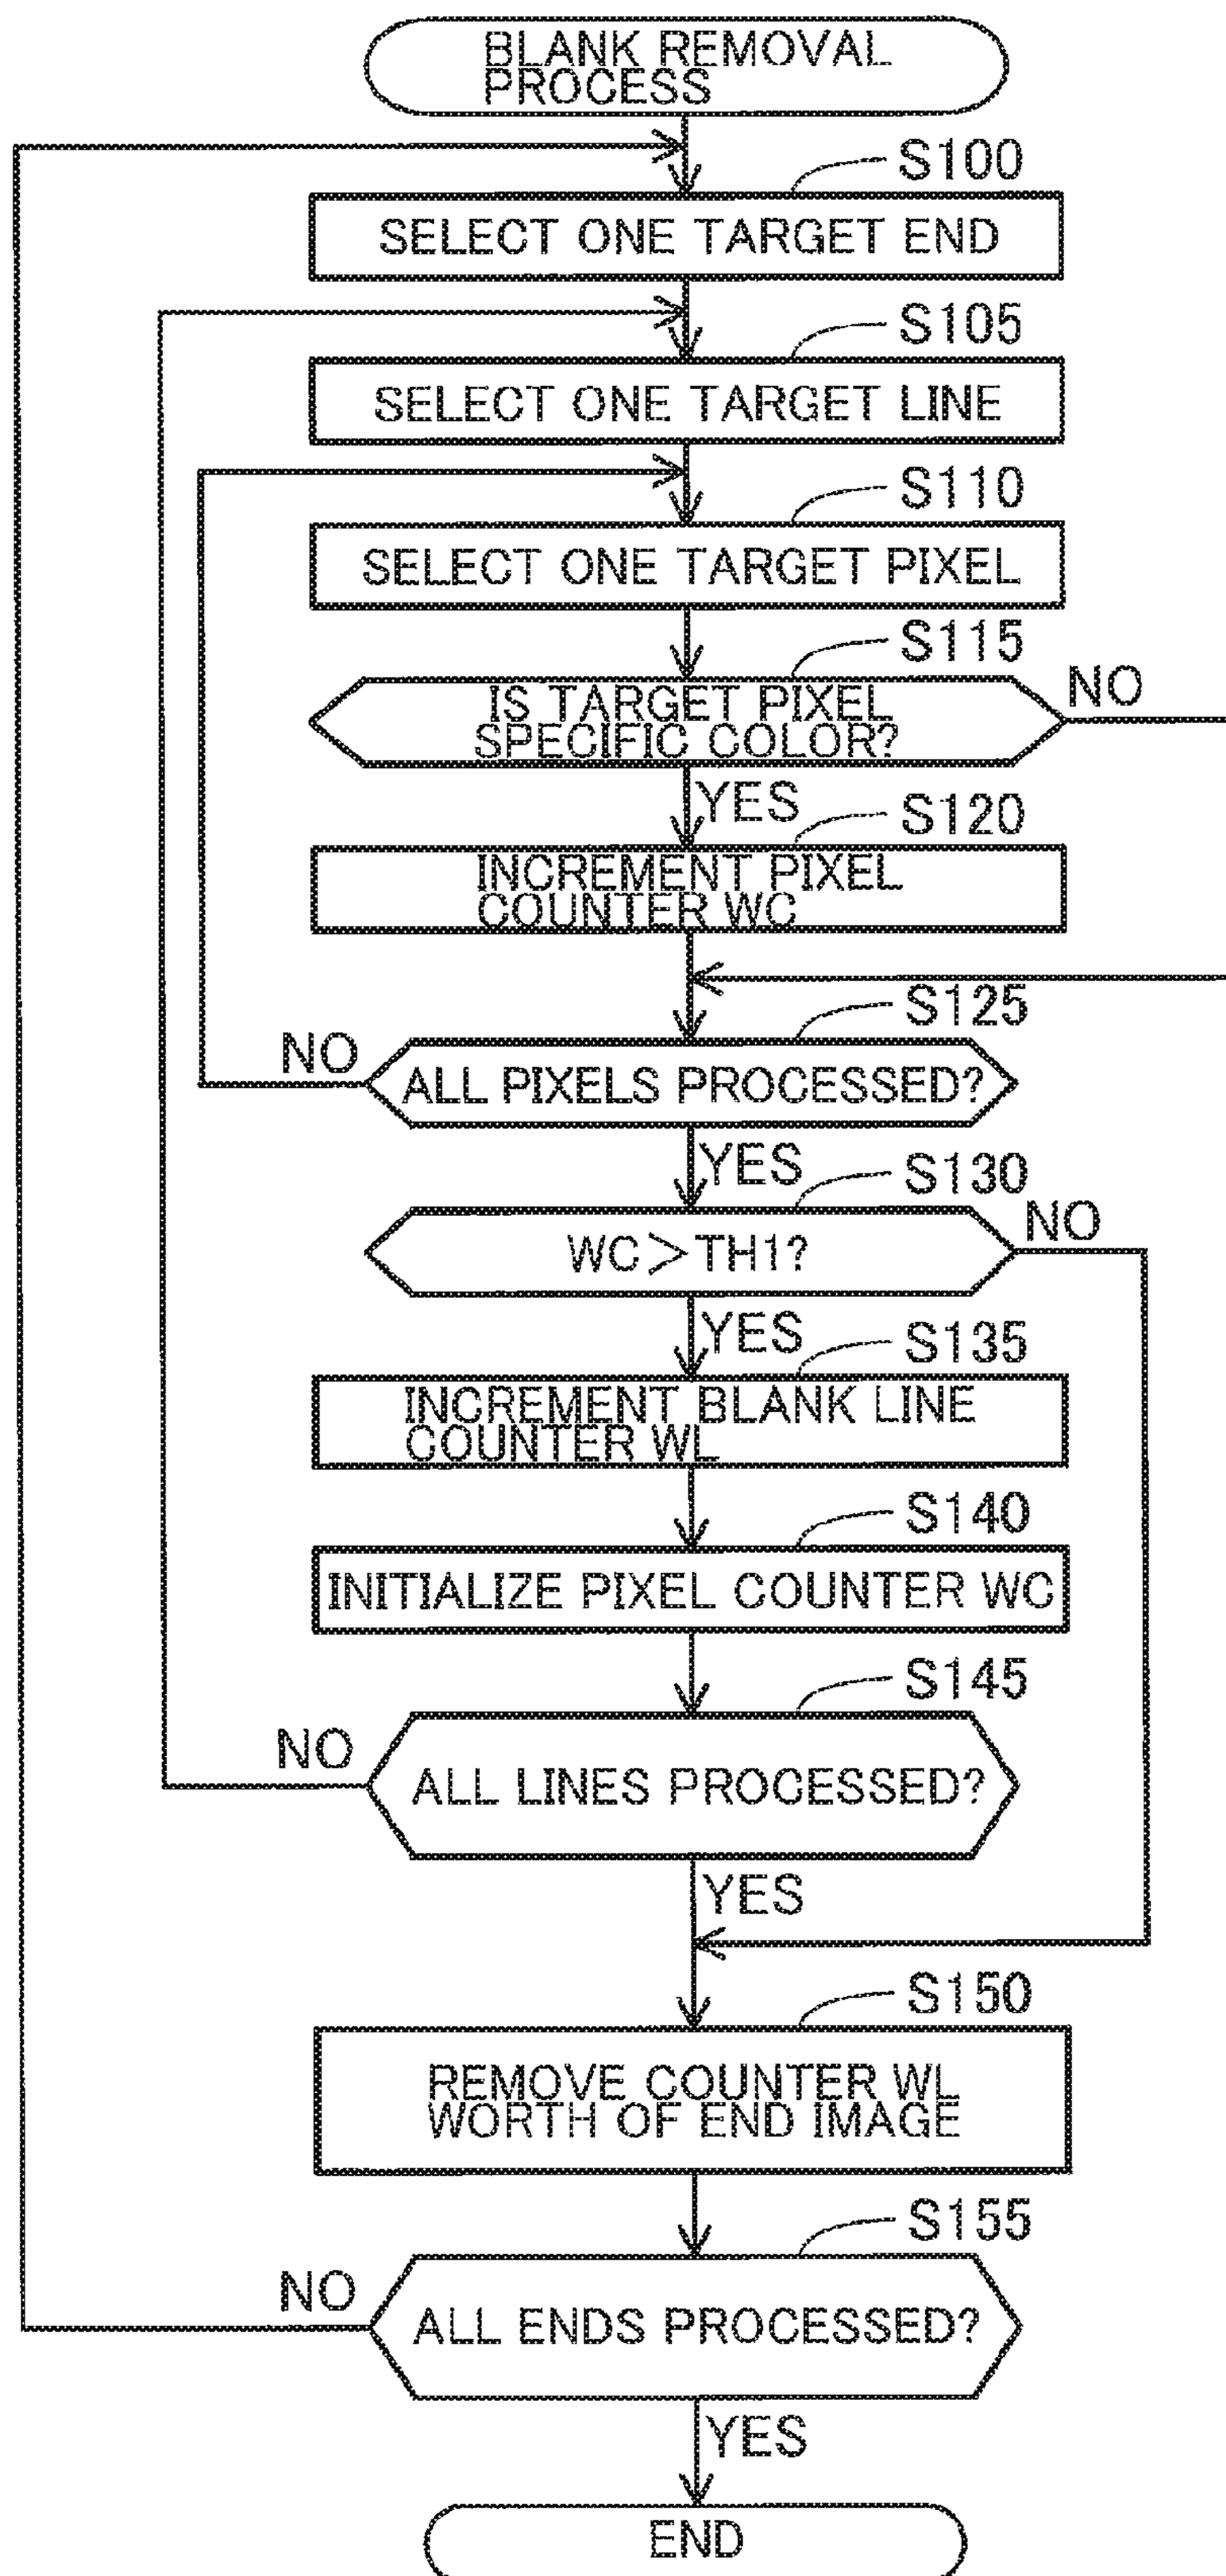 BLANK REMOVAL
PROCESS
S100
SELECT ONE TARGET END
S105
SELECT ONE TARGET LINE
S110
SELECT ONE TARGET PIXEL
S115
IS TARGET PIXEL
SPECIFIC COLOR?
NO
YES
S120
INCREMENT PIXEL
COUNTER WC
S125
NO
ALL PIXELS PROCESSED?
YES
S130
WC>TH1?
NO
YES
S135
INCREMENT BLANK LINE
COUNTER WL
S140
INITIALIZE PIXEL COUNTER WC
S145
NO
ALL LINES PROCESSED?
YES
S150
REMOVE COUNTER WL
WORTH OF END IMAGE
S155
NO
ALL ENDS PROCESSED?
YES
END